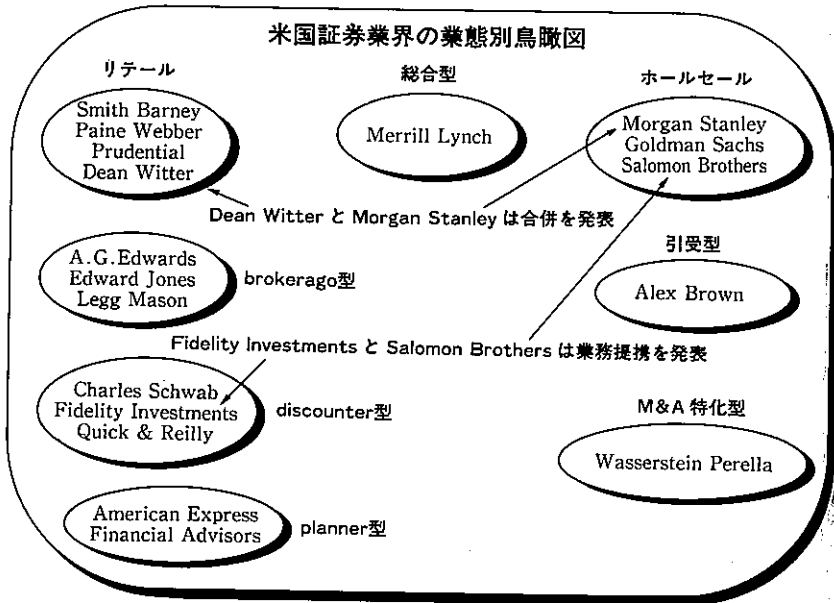 米国証券業界の業態別鳥瞰図
リテール
Smith Barney
Paine Webber
Prudential
Dean Witter
総合型
Merrill Lynch
ホールセール
Morgan Stanley
Goldman Sachs
Salomon Brothers
Dean Witter と Morgan Stanley は合併を発表
A.G.Edwards
Edward Jones
Legg Mason
brokerago型
引受型
Alex Brown
Fidelity Investments と Salomon Brothers は業務提携を発表
Charles Schwab
Fidelity Investments
Quick & Reilly
discounter型
M&A 特化型
Wasserstein Perella
American Express
Financial Advisors
planner型